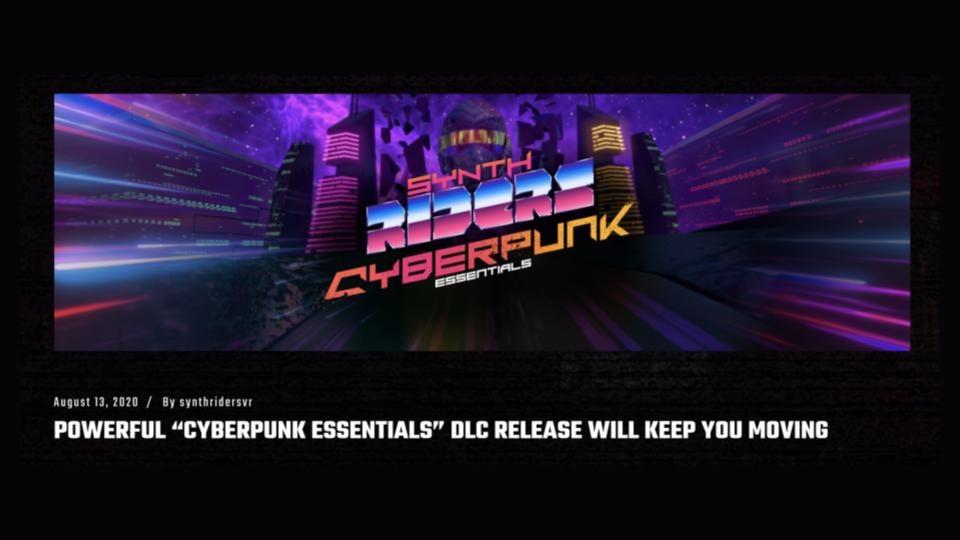 SYNTH
RIDERS
CYBERPUNK
ESSENTIALS
August 13, 2020 / By synthridersvr
POWERFUL “CYBERPUNK ESSENTIALS” DLC RELEASE WILL KEEP YOU MOVING